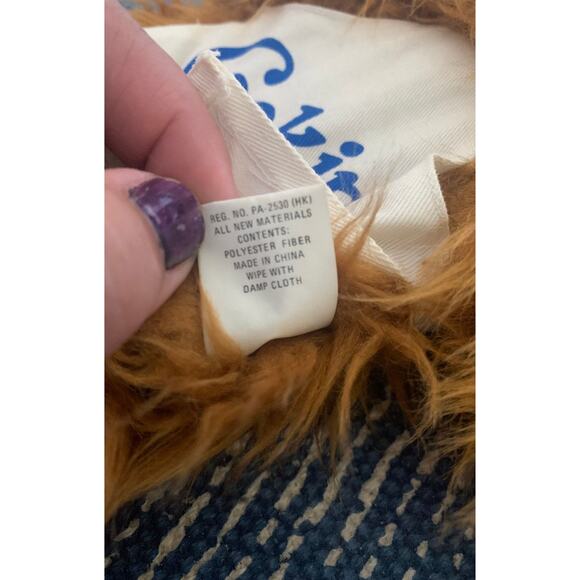 REG. NO. PA-2530 (HK)
ALL NEW MATERIALS
CONTENTS:
POLYESTER FIBER
MADE IN CHINA
WIPE WITH
DAMP CLOTH